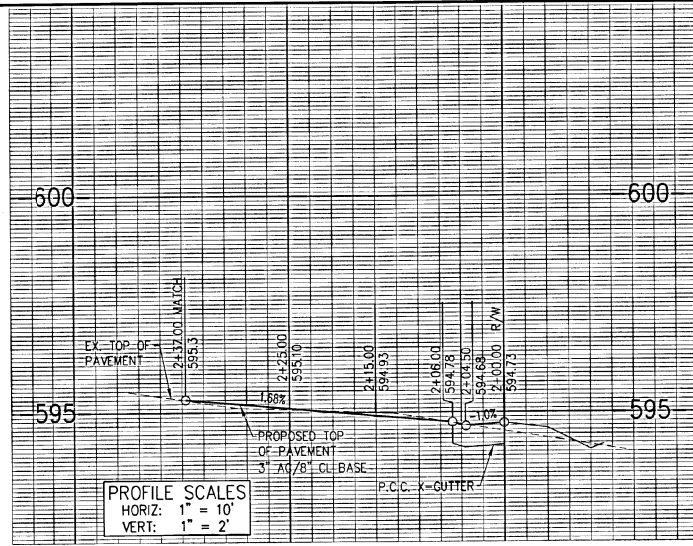 600
600
2+37.00 MATCH
595.3
2+25.00
595.10
2+15.00
594.93
2+06.00
594.78
2+04.50
594.68
2+00.00 R/W
594.73
EX. TOP OF
PAVEMENT
1.68%
-1.0%
595
595
PROPOSED TOP
OF PAVEMENT
3" AC/8" CL BASE
P.C.C. X-GUTTER
PROFILE SCALES
HORIZ: 1" = 10'
VERT: 1" = 2'